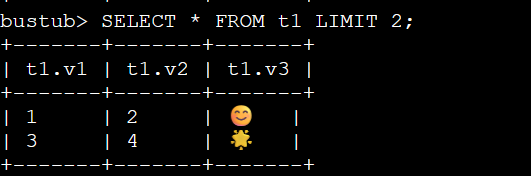 bustub> SELECT * FROM t1 LIMIT 2;
+-------+-------+-------+
| t1.v1 | t1.v2 | t1.v3 |
+-------+-------+-------+
| 1     | 2     | 😊    |
| 3     | 4     | 🌟    |
+-------+-------+-------+